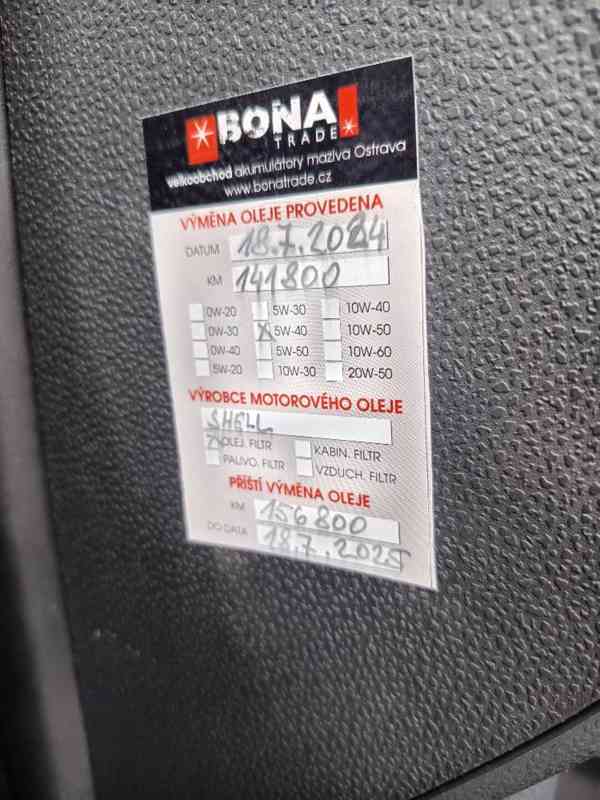 BONA
TRADE
velkoobchod akumulátory maziva Ostrava
www.bonatrade.cz
VÝMĚNA OLEJE PROVEDENA
DATUM 18.7.2024
KM 141800
0W-20 5W-30 10W-40
0W-30 X 5W-40 10W-50
0W-40 5W-50 10W-60
5W-20 10W-30 20W-50
VÝROBCE MOTOROVÉHO OLEJE
SHELL
X OLEJ. FILTR KABIN. FILTR
PALIVO. FILTR VZDUCH. FILTR
PŘÍŠTÍ VÝMĚNA OLEJE
KM 156800
DO DATA 18.7.2025